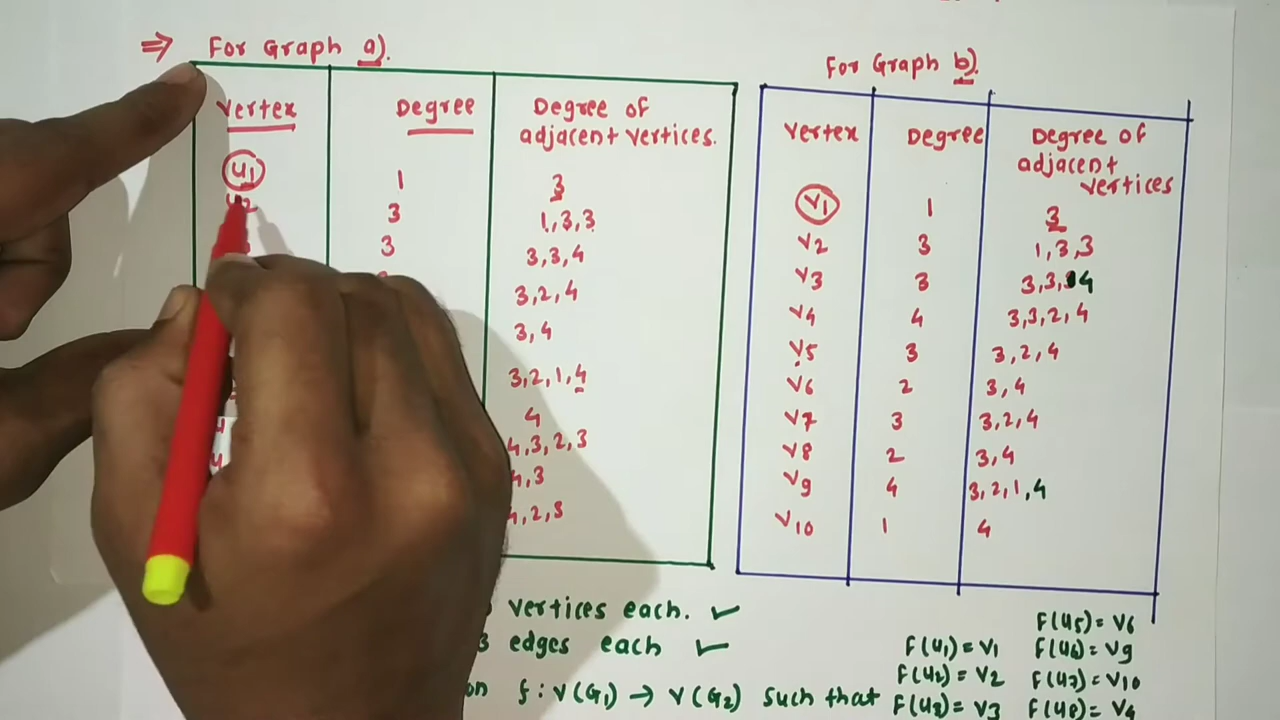 ⇒ For Graph a).
Vertex Degree Degree of adjacent vertices.
u1 1 3
u2 3 1,3,3
3 3,3,4
3,2,4
3,4
3,2,1,4
4
4,3,2,3
4,3
4,2,3
For Graph b).
Vertex Degree Degree of adjacent vertices
v1 1 3
v2 3 1,3,3
v3 3 3,3,4
v4 4 3,3,2,4
v5 3 3,2,4
v6 2 3,4
v7 3 3,2,4
v8 2 3,4
v9 4 3,2,1,4
v10 1 4
vertices each. ✓
3 edges each ✓
on f: V(G1) → V(G2) such that
F(u1)= v1
F(u2)= v2
F(u3)= v3
F(u5)= v6
F(u6)= v9
F(u7)= v10
F(u8)= v4